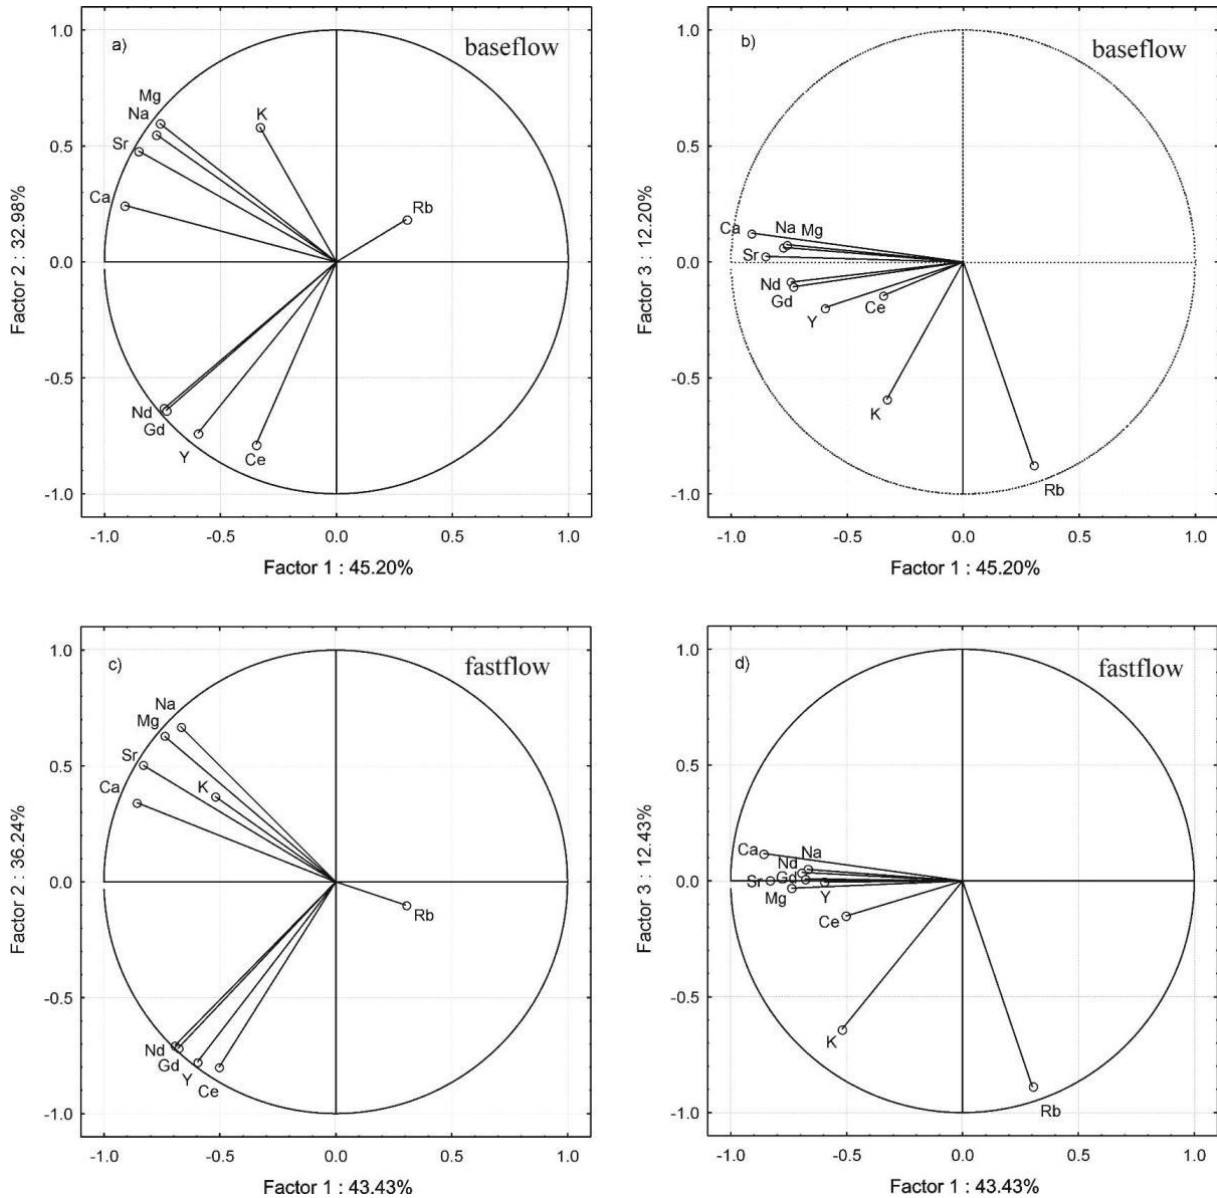 a)
baseflow
1.0
0.5
0.0
-0.5
-1.0
Factor 2 : 32.98%
Mg
Na
K
Sr
Ca
Rb
Nd
Gd
Y
Ce
-1.0 -0.5 0.0 0.5 1.0
Factor 1 : 45.20%
b)
baseflow
1.0
0.5
0.0
-0.5
-1.0
Factor 3 : 12.20%
Ca Na Mg
Sr
Nd
Gd
Ce
Y
K
Rb
-1.0 -0.5 0.0 0.5 1.0
Factor 1 : 45.20%
c)
fastflow
1.0
0.5
0.0
-0.5
-1.0
Factor 2 : 36.24%
Na
Mg
Sr
K
Ca
Rb
Nd
Gd
Y
Ce
-1.0 -0.5 0.0 0.5 1.0
Factor 1 : 43.43%
d)
fastflow
1.0
0.5
0.0
-0.5
-1.0
Factor 3 : 12.43%
Ca Nd Na
Sr Gd
Mg Y
Ce
K
Rb
-1.0 -0.5 0.0 0.5 1.0
Factor 1 : 43.43%